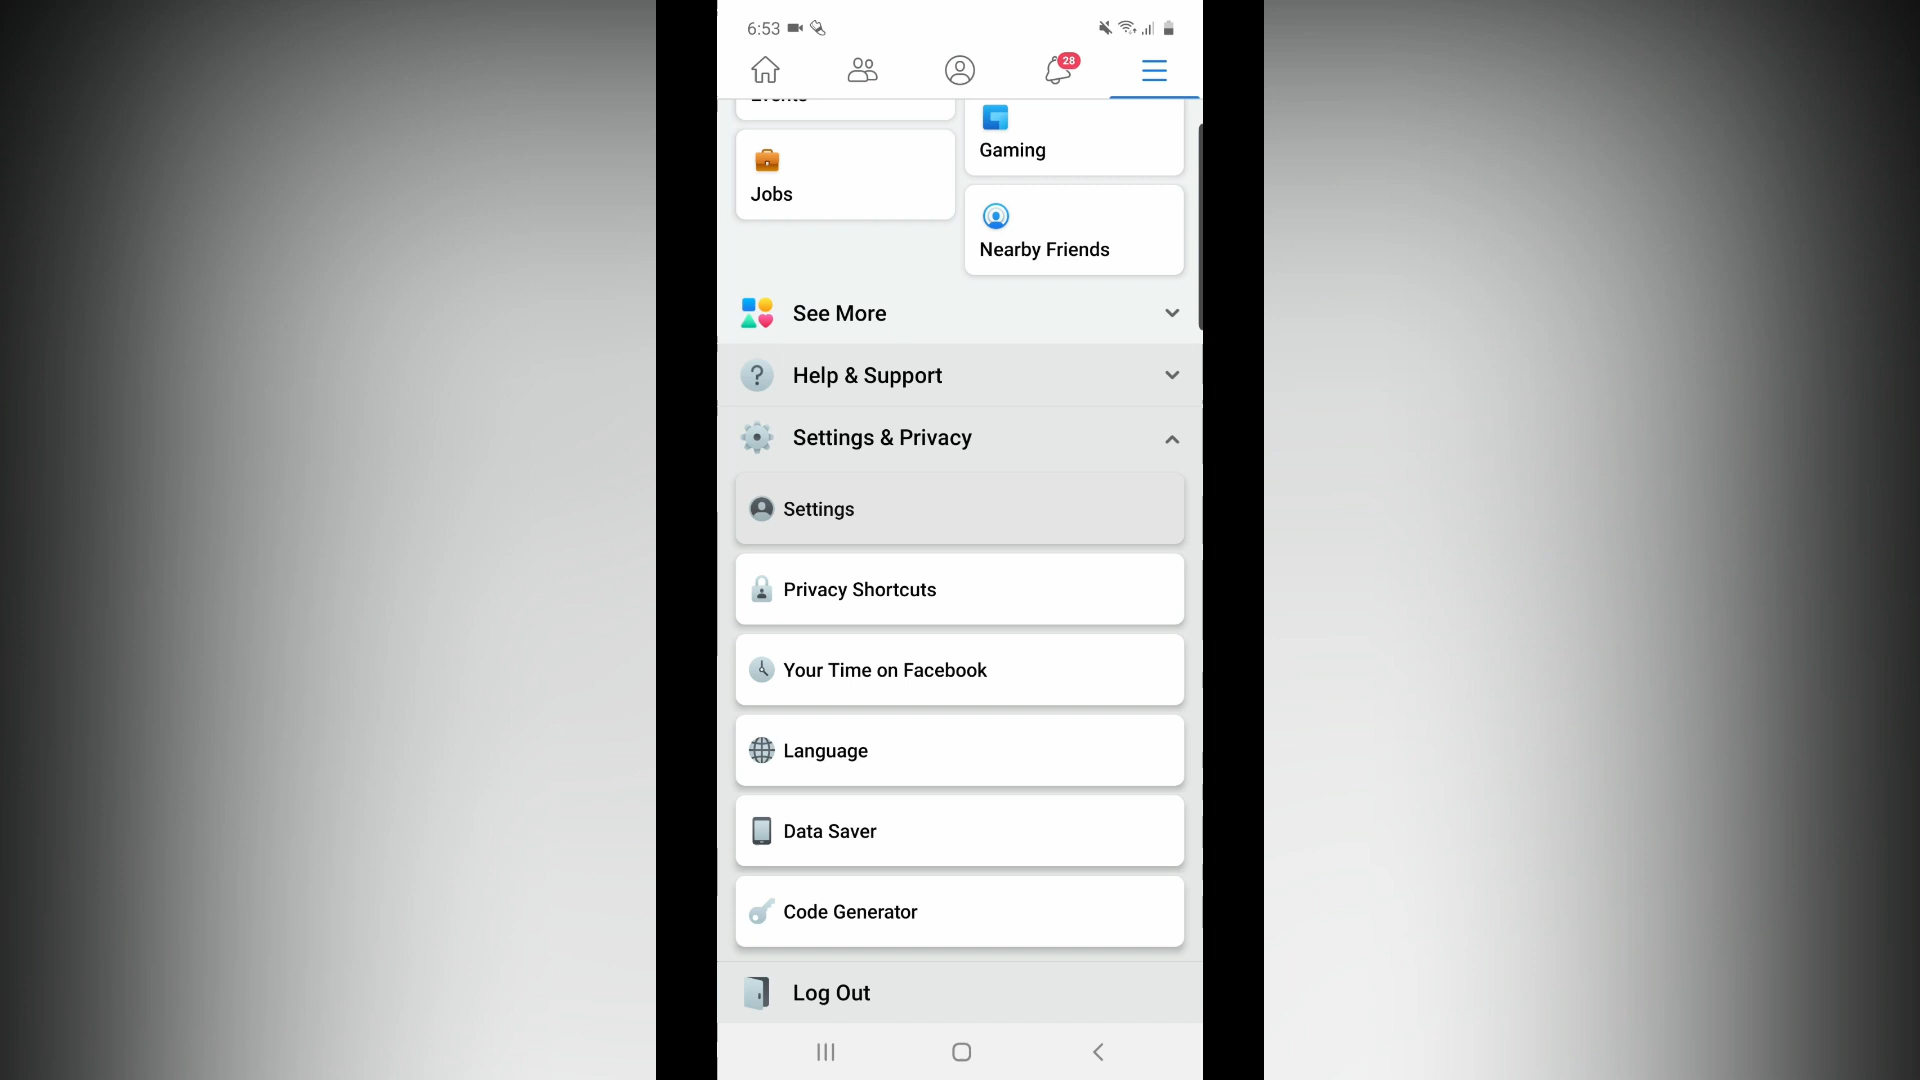 6:53
28
Events
Gaming
Jobs
Nearby Friends
See More
Help & Support
Settings & Privacy
Settings
Privacy Shortcuts
Your Time on Facebook
Language
Data Saver
Code Generator
Log Out